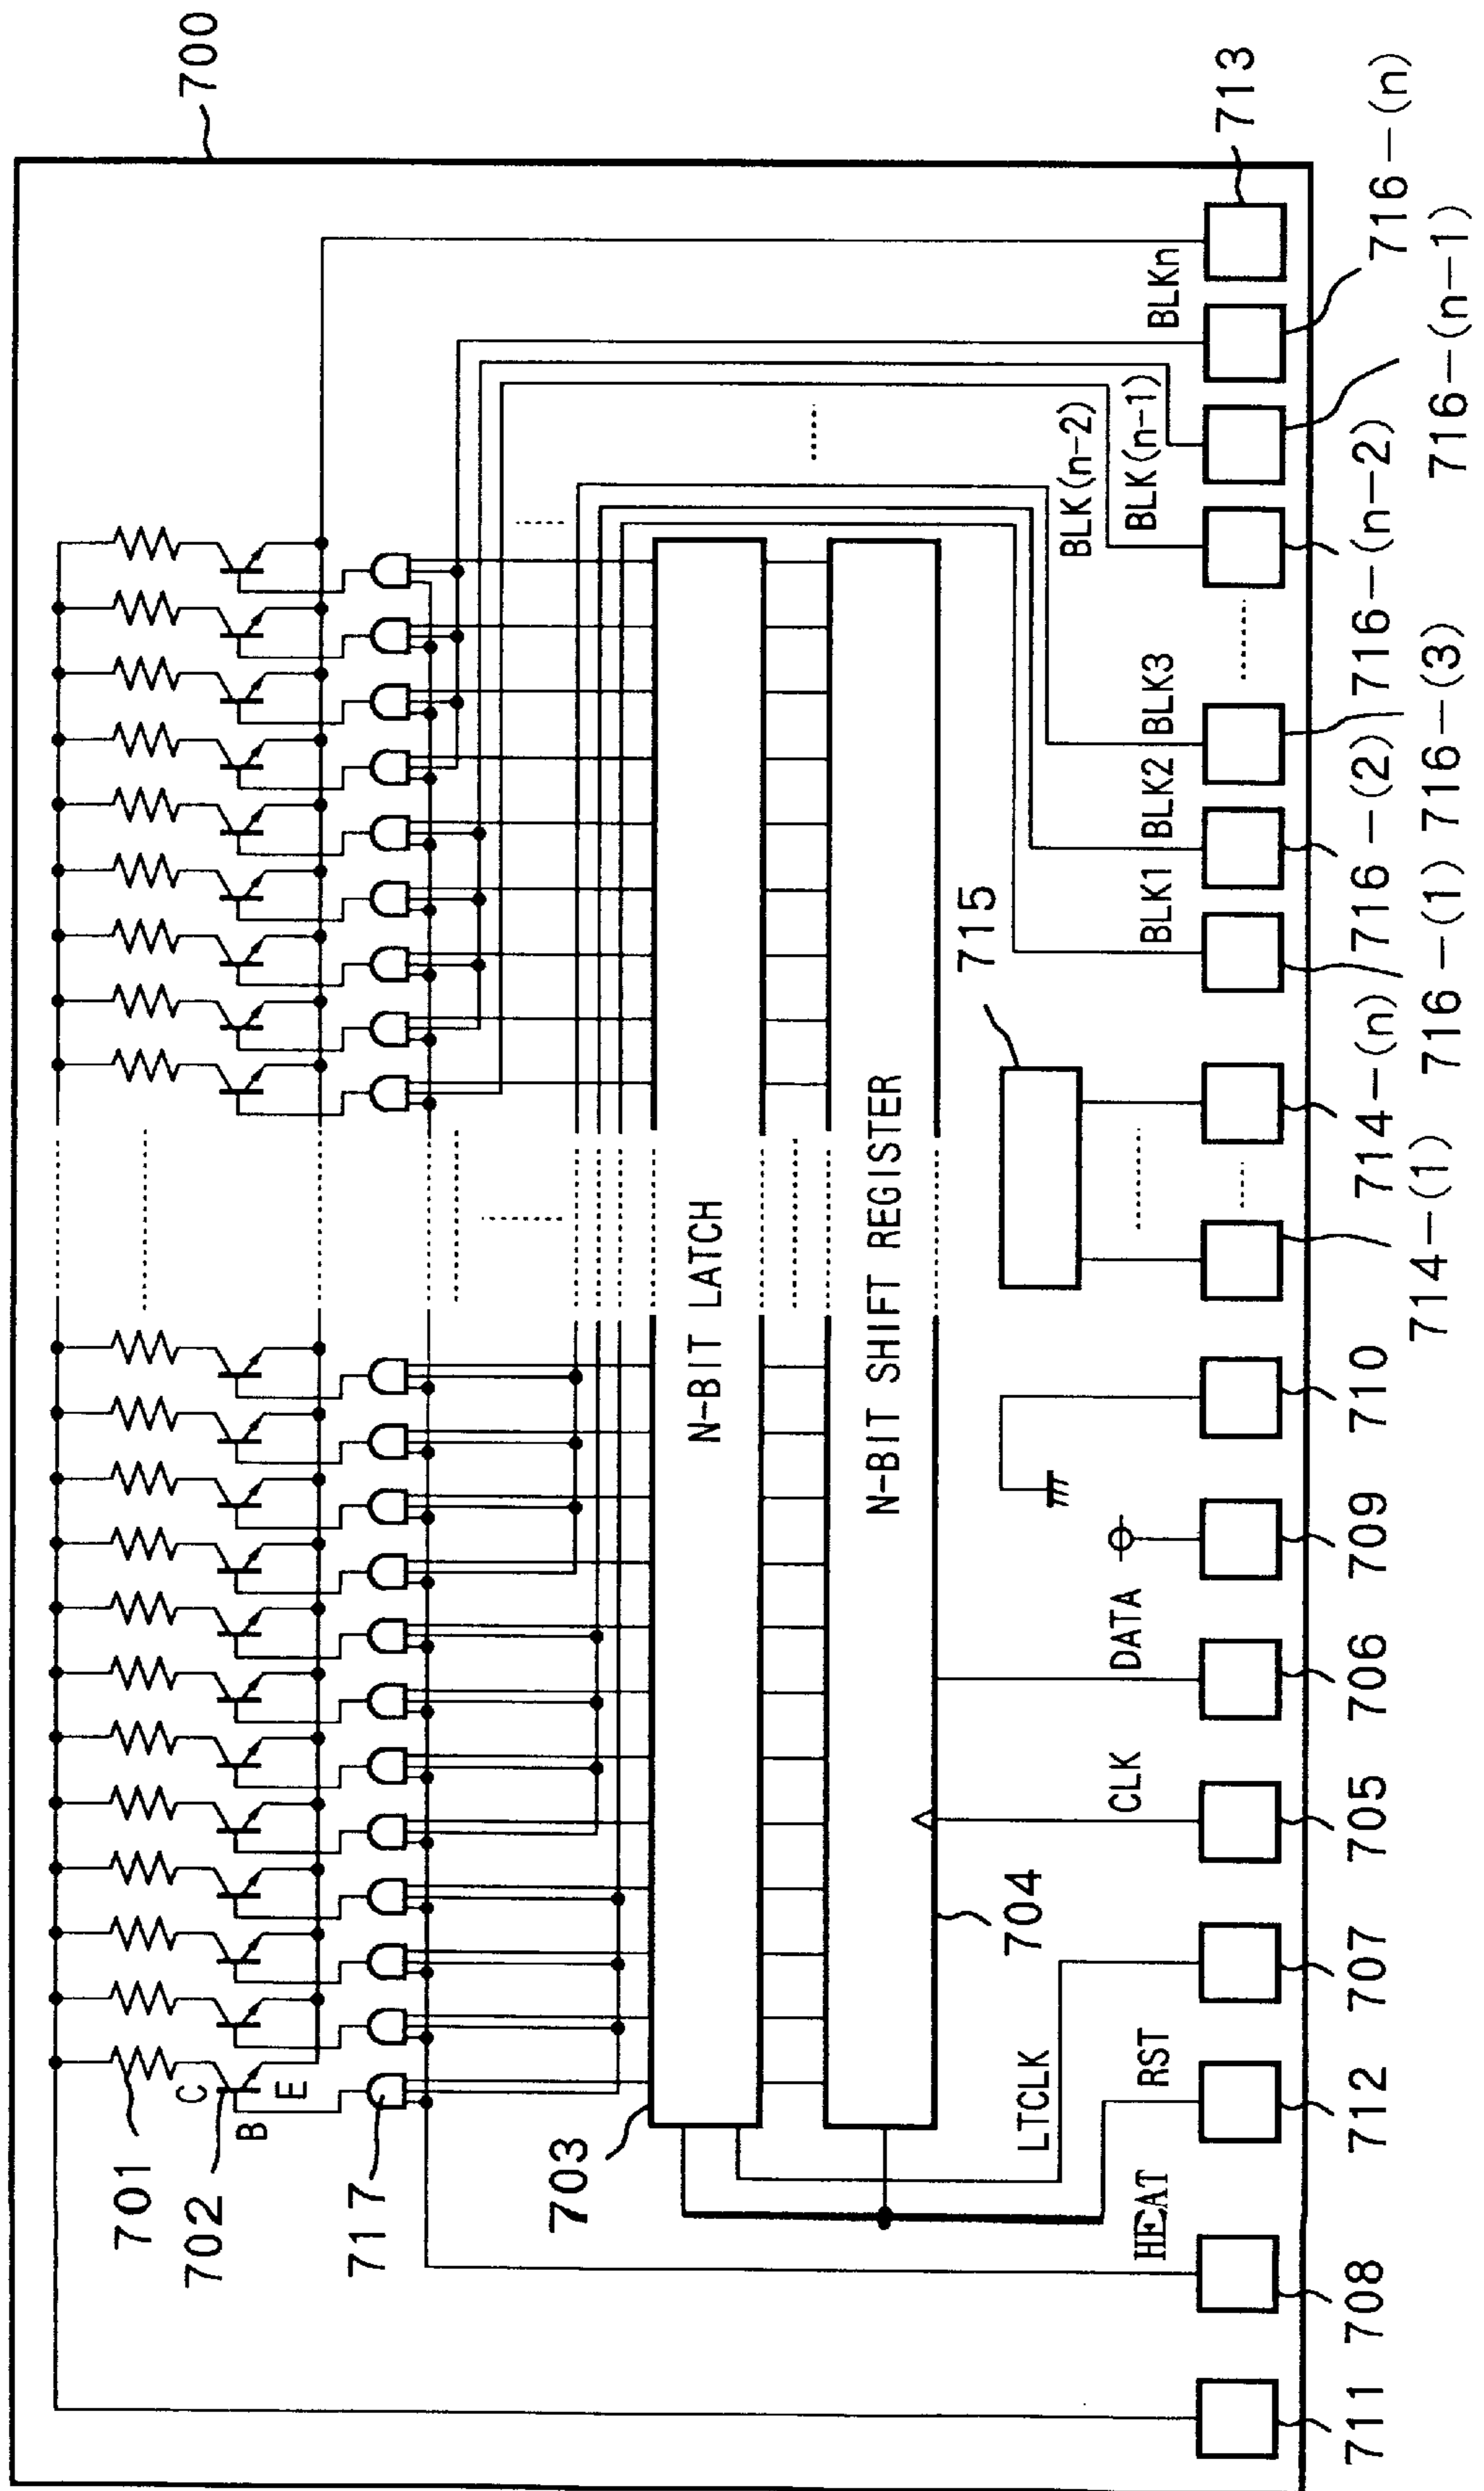 700
701
702
C
B
E
717
703
N-BIT LATCH
N-BIT SHIFT REGISTER
704
715
LTCLK
RST
HEAT
CLK
DATA
BLK1
BLK2
BLK3
BLK(n-2)
BLK(n-1)
BLKn
711
708
712
707
705
706
709
710
714-(1)
714-(n)
716-(1)
716-(2)
716-(3)
716-(n-2)
716-(n-1)
716-(n)
713